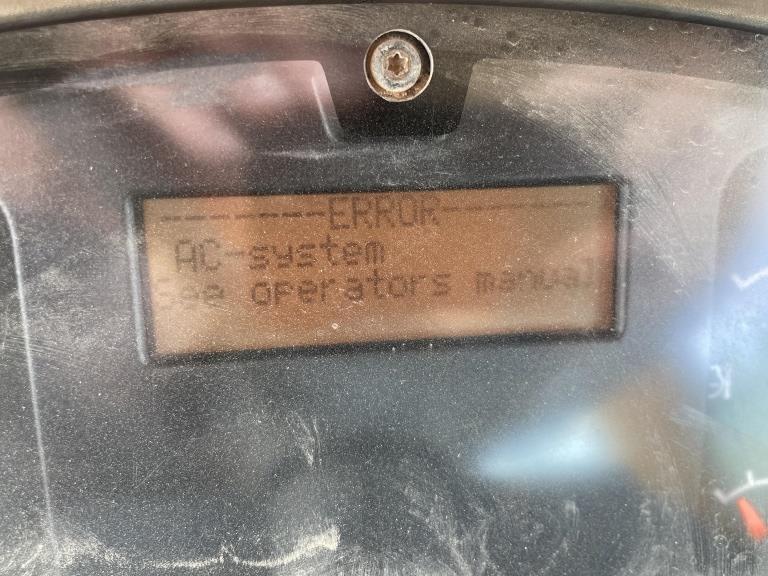 --------ERROR--------
AC-system
See operators manual